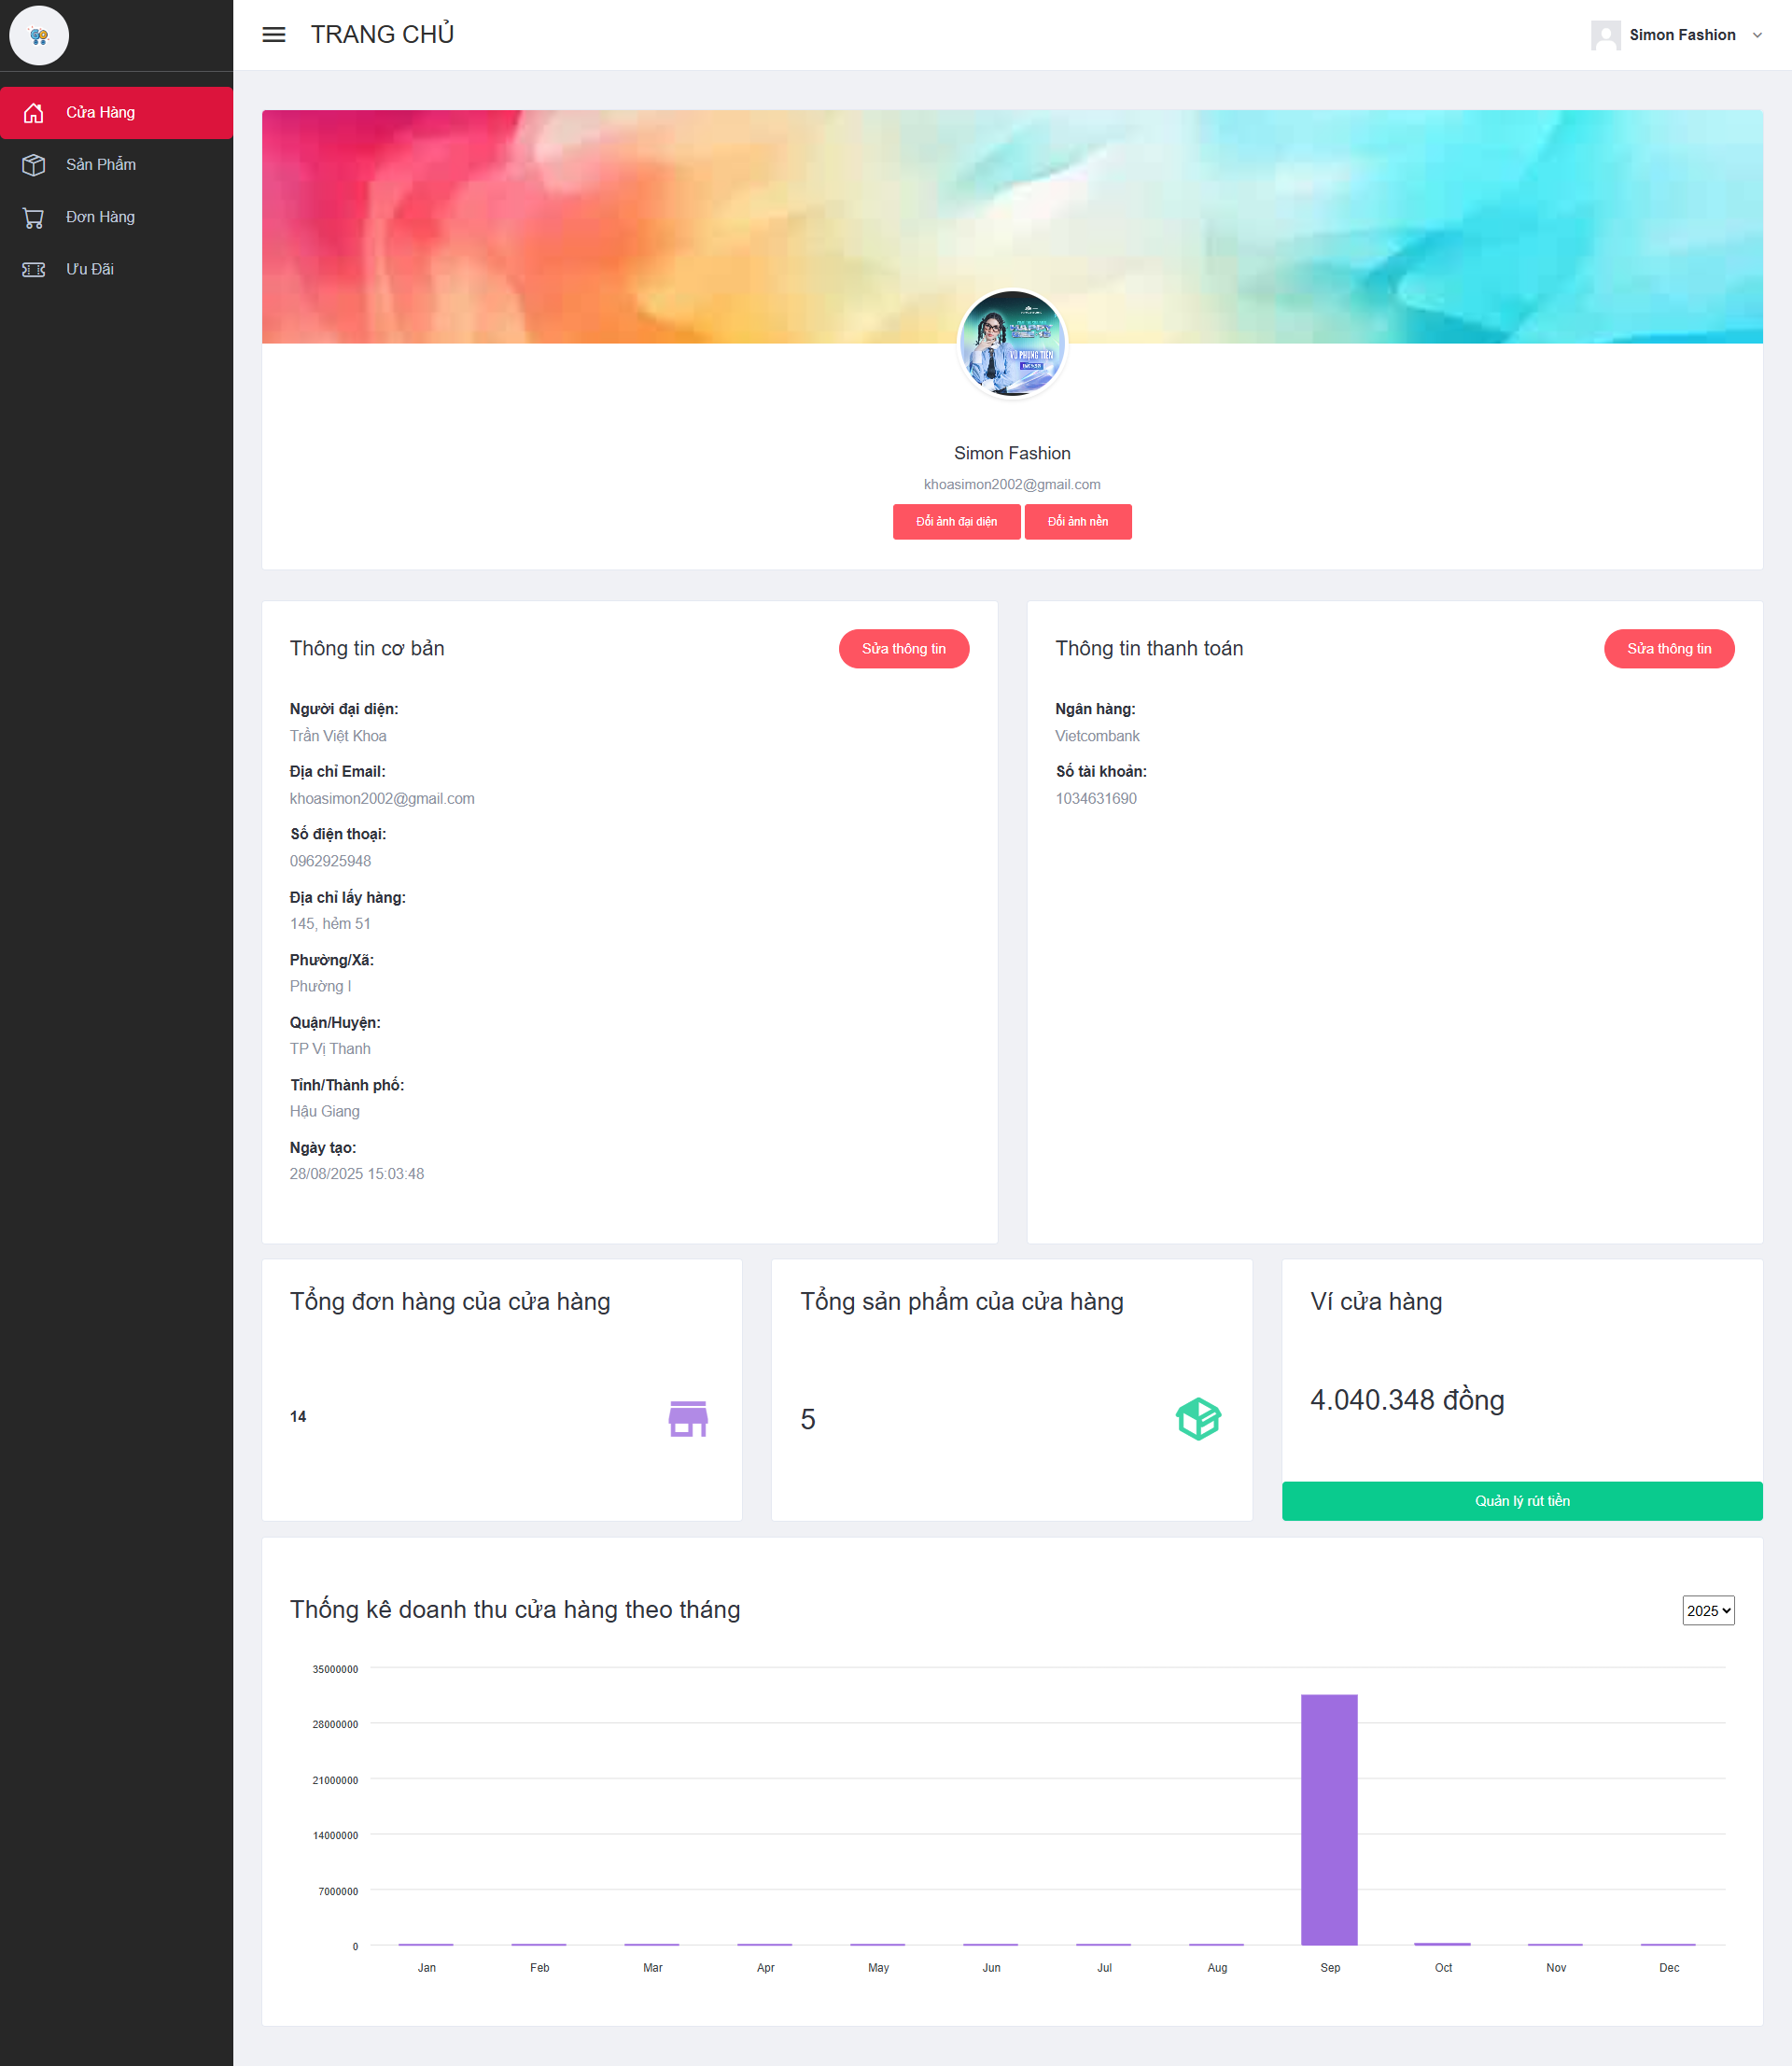 TRANG CHỦ
Simon Fashion
Cửa Hàng
Sản Phẩm
Đơn Hàng
Ưu Đãi
VŨ PHỤNG TIÊN
Simon Fashion
khoasimon2002@gmail.com
Đổi ảnh đại diện
Đổi ảnh nền
Thông tin cơ bản
Sửa thông tin
Người đại diện:
Trần Việt Khoa
Địa chỉ Email:
khoasimon2002@gmail.com
Số điện thoại:
0962925948
Địa chỉ lấy hàng:
145, hẻm 51
Phường/Xã:
Phường I
Quận/Huyện:
TP Vị Thanh
Tỉnh/Thành phố:
Hậu Giang
Ngày tạo:
28/08/2025 15:03:48
Thông tin thanh toán
Sửa thông tin
Ngân hàng:
Vietcombank
Số tài khoản:
1034631690
Tổng đơn hàng của cửa hàng
14
Tổng sản phẩm của cửa hàng
5
Ví cửa hàng
4.040.348 đồng
Quản lý rút tiền
Thống kê doanh thu cửa hàng theo tháng
2025
35000000
28000000
21000000
14000000
7000000
0
Jan Feb Mar Apr May Jun Jul Aug Sep Oct Nov Dec